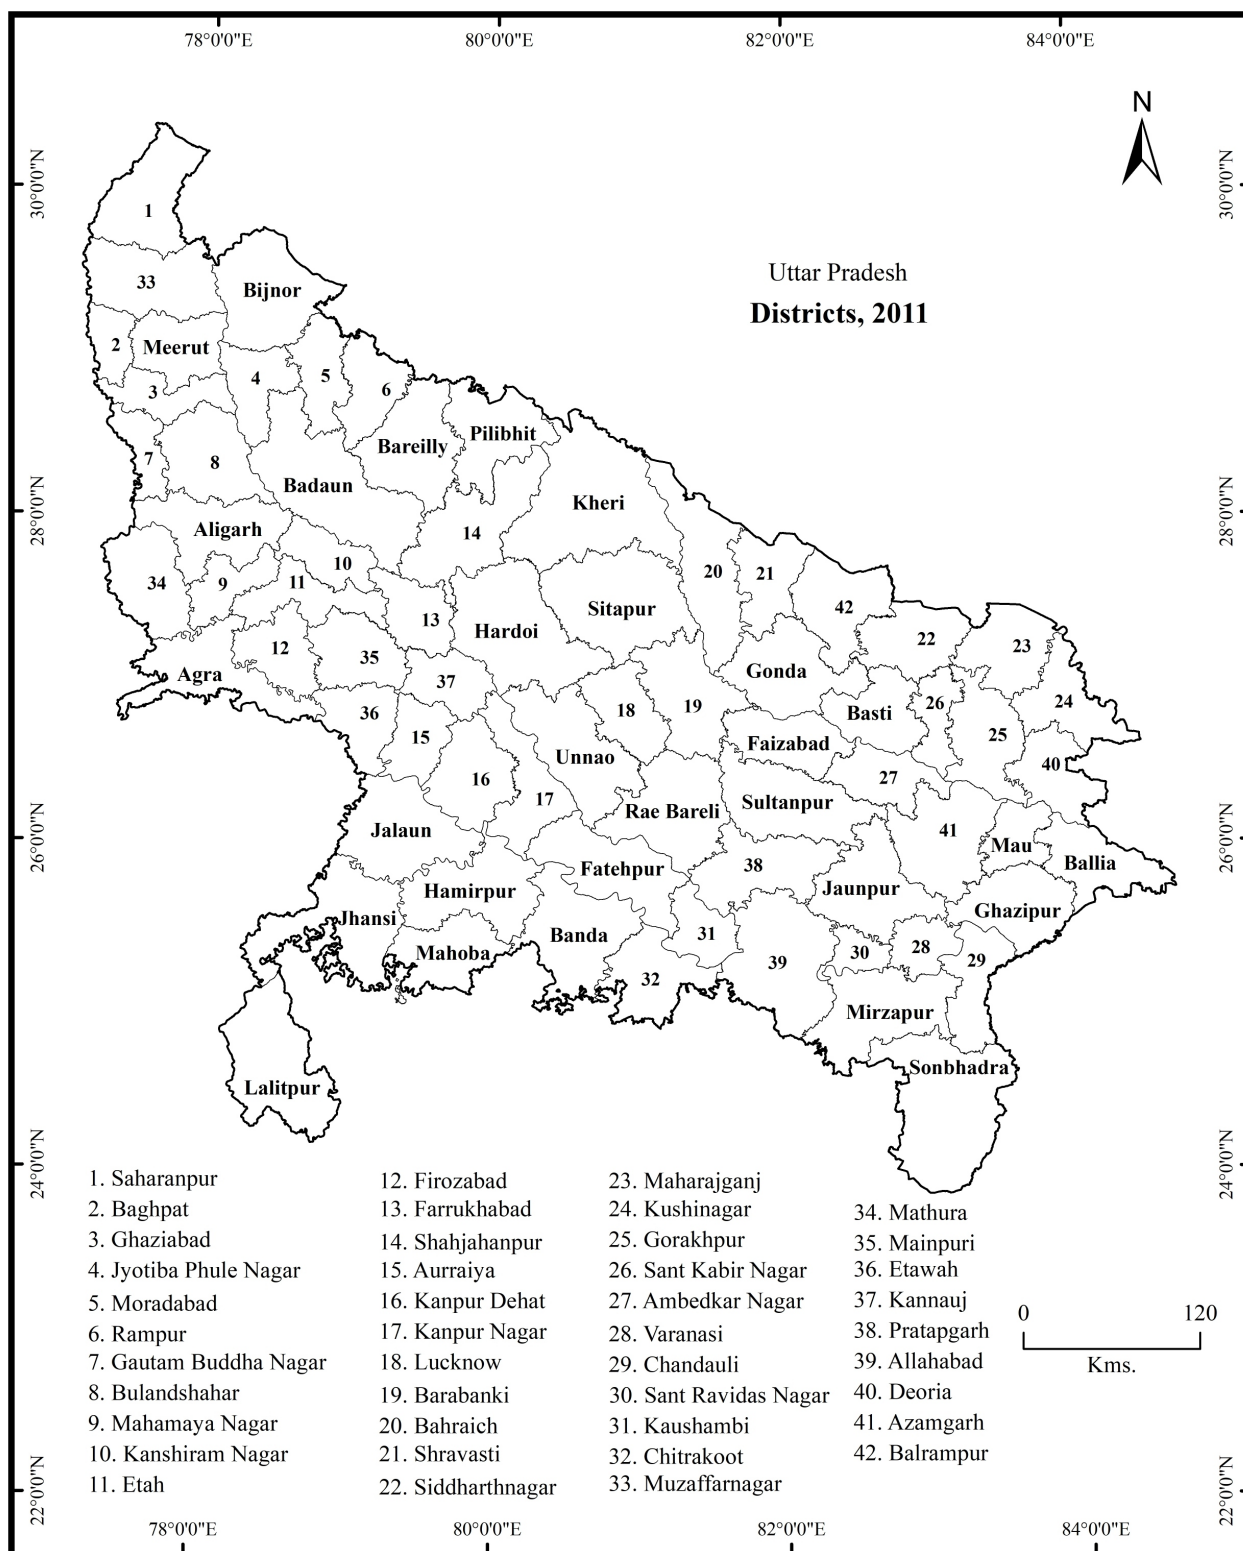 78°0'0"E 80°0'0"E 82°0'0"E 84°0'0"E
N
30°0'0"N 30°0'0"N
1
33
Bijnor
Uttar Pradesh
Districts, 2011
2 Meerut
3 4 5 6
Bareilly Pilibhit
7 8
Badaun
Kheri
28°0'0"N 28°0'0"N
Aligarh 14
34 9 11 10
20 21
42
13 Hardoi Sitapur
12 35
22 23
Agra 37
Gonda
36 15
18 19
Basti 26 24
Unnao Faizabad
25
16 17
27 40
Rae Bareli Sultanpur
26°0'0"N 26°0'0"N
Jalaun
41 Mau
Fatehpur 38
Ballia
Hamirpur Jaunpur
Jhansi Ghazipur
Mahoba Banda 31
30 28 29
32 39
Mirzapur
Lalitpur
Sonbhadra
24°0'0"N 24°0'0"N
1. Saharanpur
2. Baghpat
3. Ghaziabad
4. Jyotiba Phule Nagar
5. Moradabad
6. Rampur
7. Gautam Buddha Nagar
8. Bulandshahar
9. Mahamaya Nagar
10. Kanshiram Nagar
11. Etah
12. Firozabad
13. Farrukhabad
14. Shahjahanpur
15. Aurraiya
16. Kanpur Dehat
17. Kanpur Nagar
18. Lucknow
19. Barabanki
20. Bahraich
21. Shravasti
22. Siddharthnagar
23. Maharajganj
24. Kushinagar
25. Gorakhpur
26. Sant Kabir Nagar
27. Ambedkar Nagar
28. Varanasi
29. Chandauli
30. Sant Ravidas Nagar
31. Kaushambi
32. Chitrakoot
33. Muzaffarnagar
34. Mathura
35. Mainpuri
36. Etawah
37. Kannauj
38. Pratapgarh
39. Allahabad
40. Deoria
41. Azamgarh
42. Balrampur
0 120
Kms.
22°0'0"N 22°0'0"N
78°0'0"E 80°0'0"E 82°0'0"E 84°0'0"E